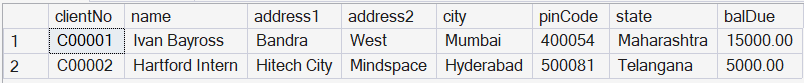 clientNo name address1 address2 city pinCode state balDue
1 C00001 Ivan Bayross Bandra West Mumbai 400054 Maharashtra 15000.00
2 C00002 Hartford Intern Hitech City Mindspace Hyderabad 500081 Telangana 5000.00